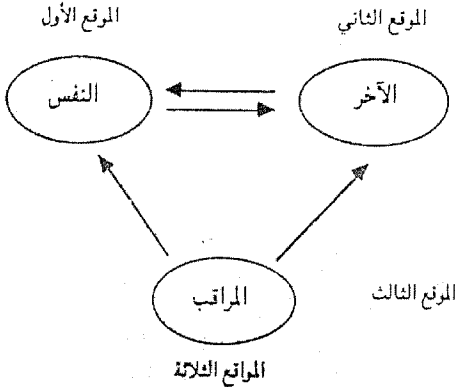 الموقع الأول
الموقع الثاني
النفس
الآخر
المراقب
الموقع الثالث
المواقع الثلاثة